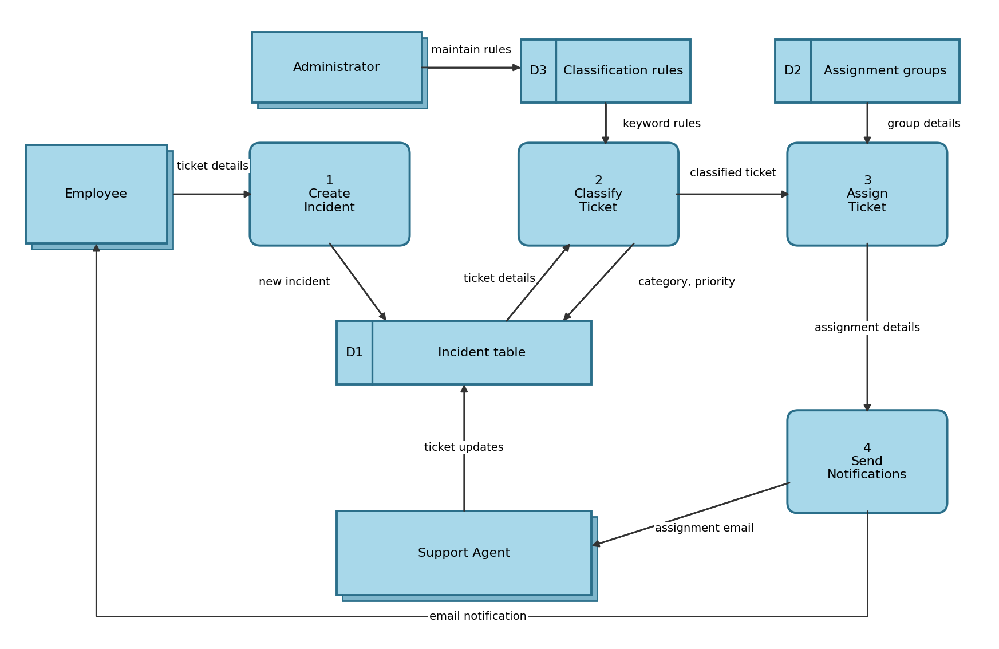 Administrator
maintain rules
D3
Classification rules
D2
Assignment groups
keyword rules
group details
Employee
ticket details
1
Create
Incident
2
Classify
Ticket
classified ticket
3
Assign
Ticket
new incident
ticket details
category, priority
assignment details
D1
Incident table
ticket updates
4
Send
Notifications
assignment email
Support Agent
email notification